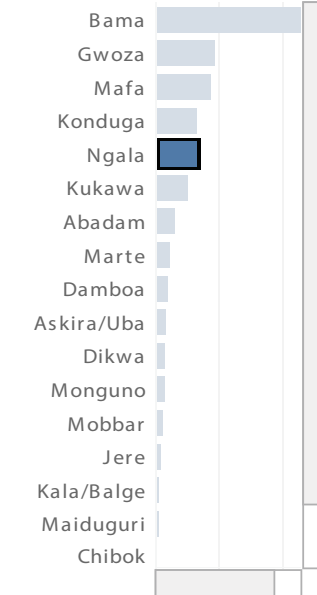 Bama
Gwoza
Mafa
Konduga
Ngala
Kukawa
Abadam
Marte
Damboa
Askira/Uba
Dikwa
Monguno
Mobbar
Jere
Kala/Balge
Maiduguri
Chibok